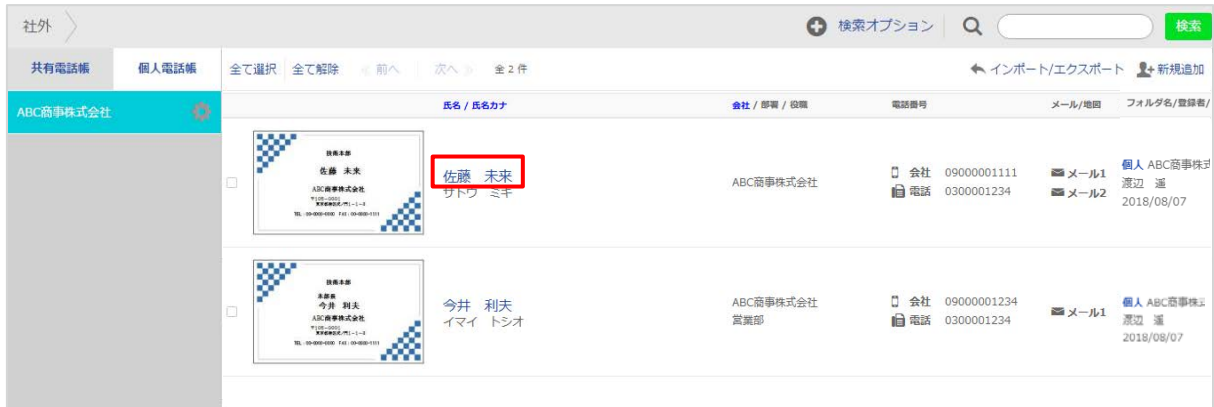 社外
検索オプション
検索
共有電話帳 個人電話帳 全て選択 全て解除 ≪ 前へ 次へ ≫ 全 2 件 インポート/エクスポート 新規追加
ABC商事株式会社
氏名 / 氏名カナ 会社 / 部署 / 役職 電話番号 メール/地図 フォルダ名/登録者/
技術本部
佐藤 未来
ABC商事株式会社
〒105-0001
佐藤 未来
サトウ ミキ
ABC商事株式会社
会社 09000001111
電話 0300001234
メール1
メール2
個人 ABC商事株式
渡辺 遥
2018/08/07
技術本部
本部長
今井 利夫
ABC商事株式会社
〒105-0001
今井 利夫
イマイ トシオ
ABC商事株式会社
営業部
会社 09000001234
電話 0300001234
メール1
個人 ABC商事株式
渡辺 遥
2018/08/07